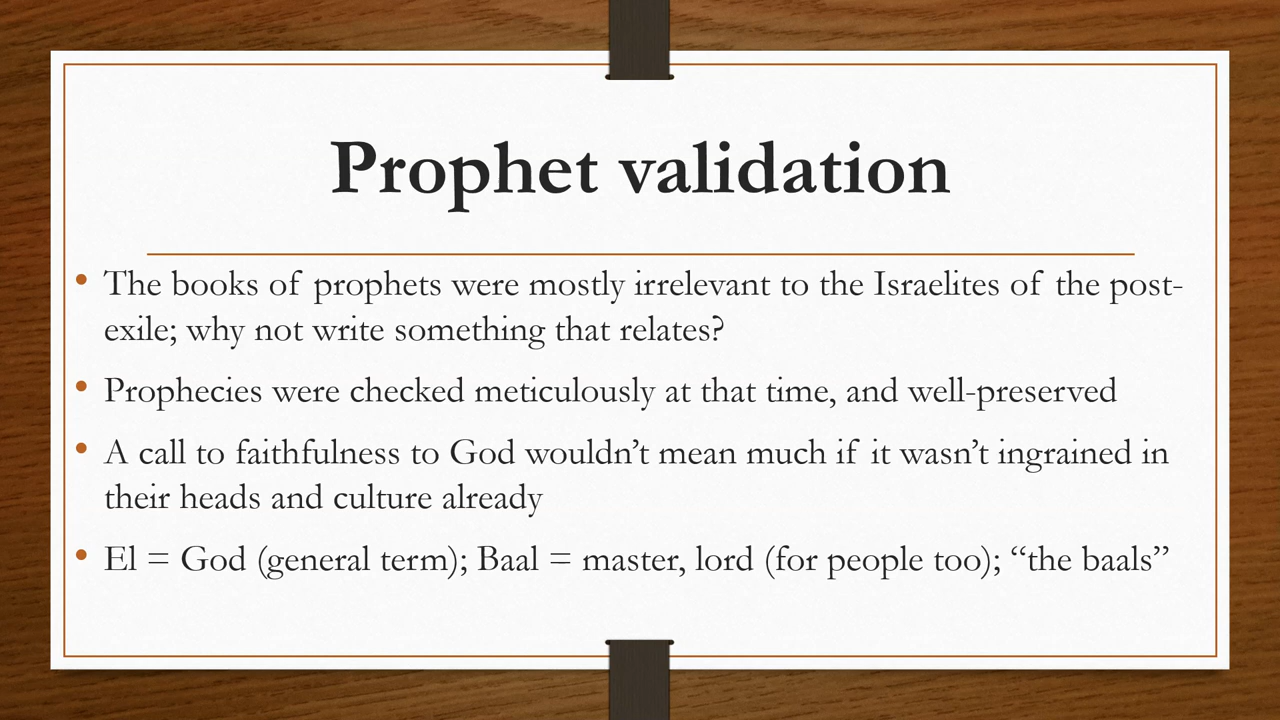 Prophet validation
• The books of prophets were mostly irrelevant to the Israelites of the post-
exile; why not write something that relates?
• Prophecies were checked meticulously at that time, and well-preserved
• A call to faithfulness to God wouldn’t mean much if it wasn’t ingrained in
their heads and culture already
• El = God (general term); Baal = master, lord (for people too); “the baals”